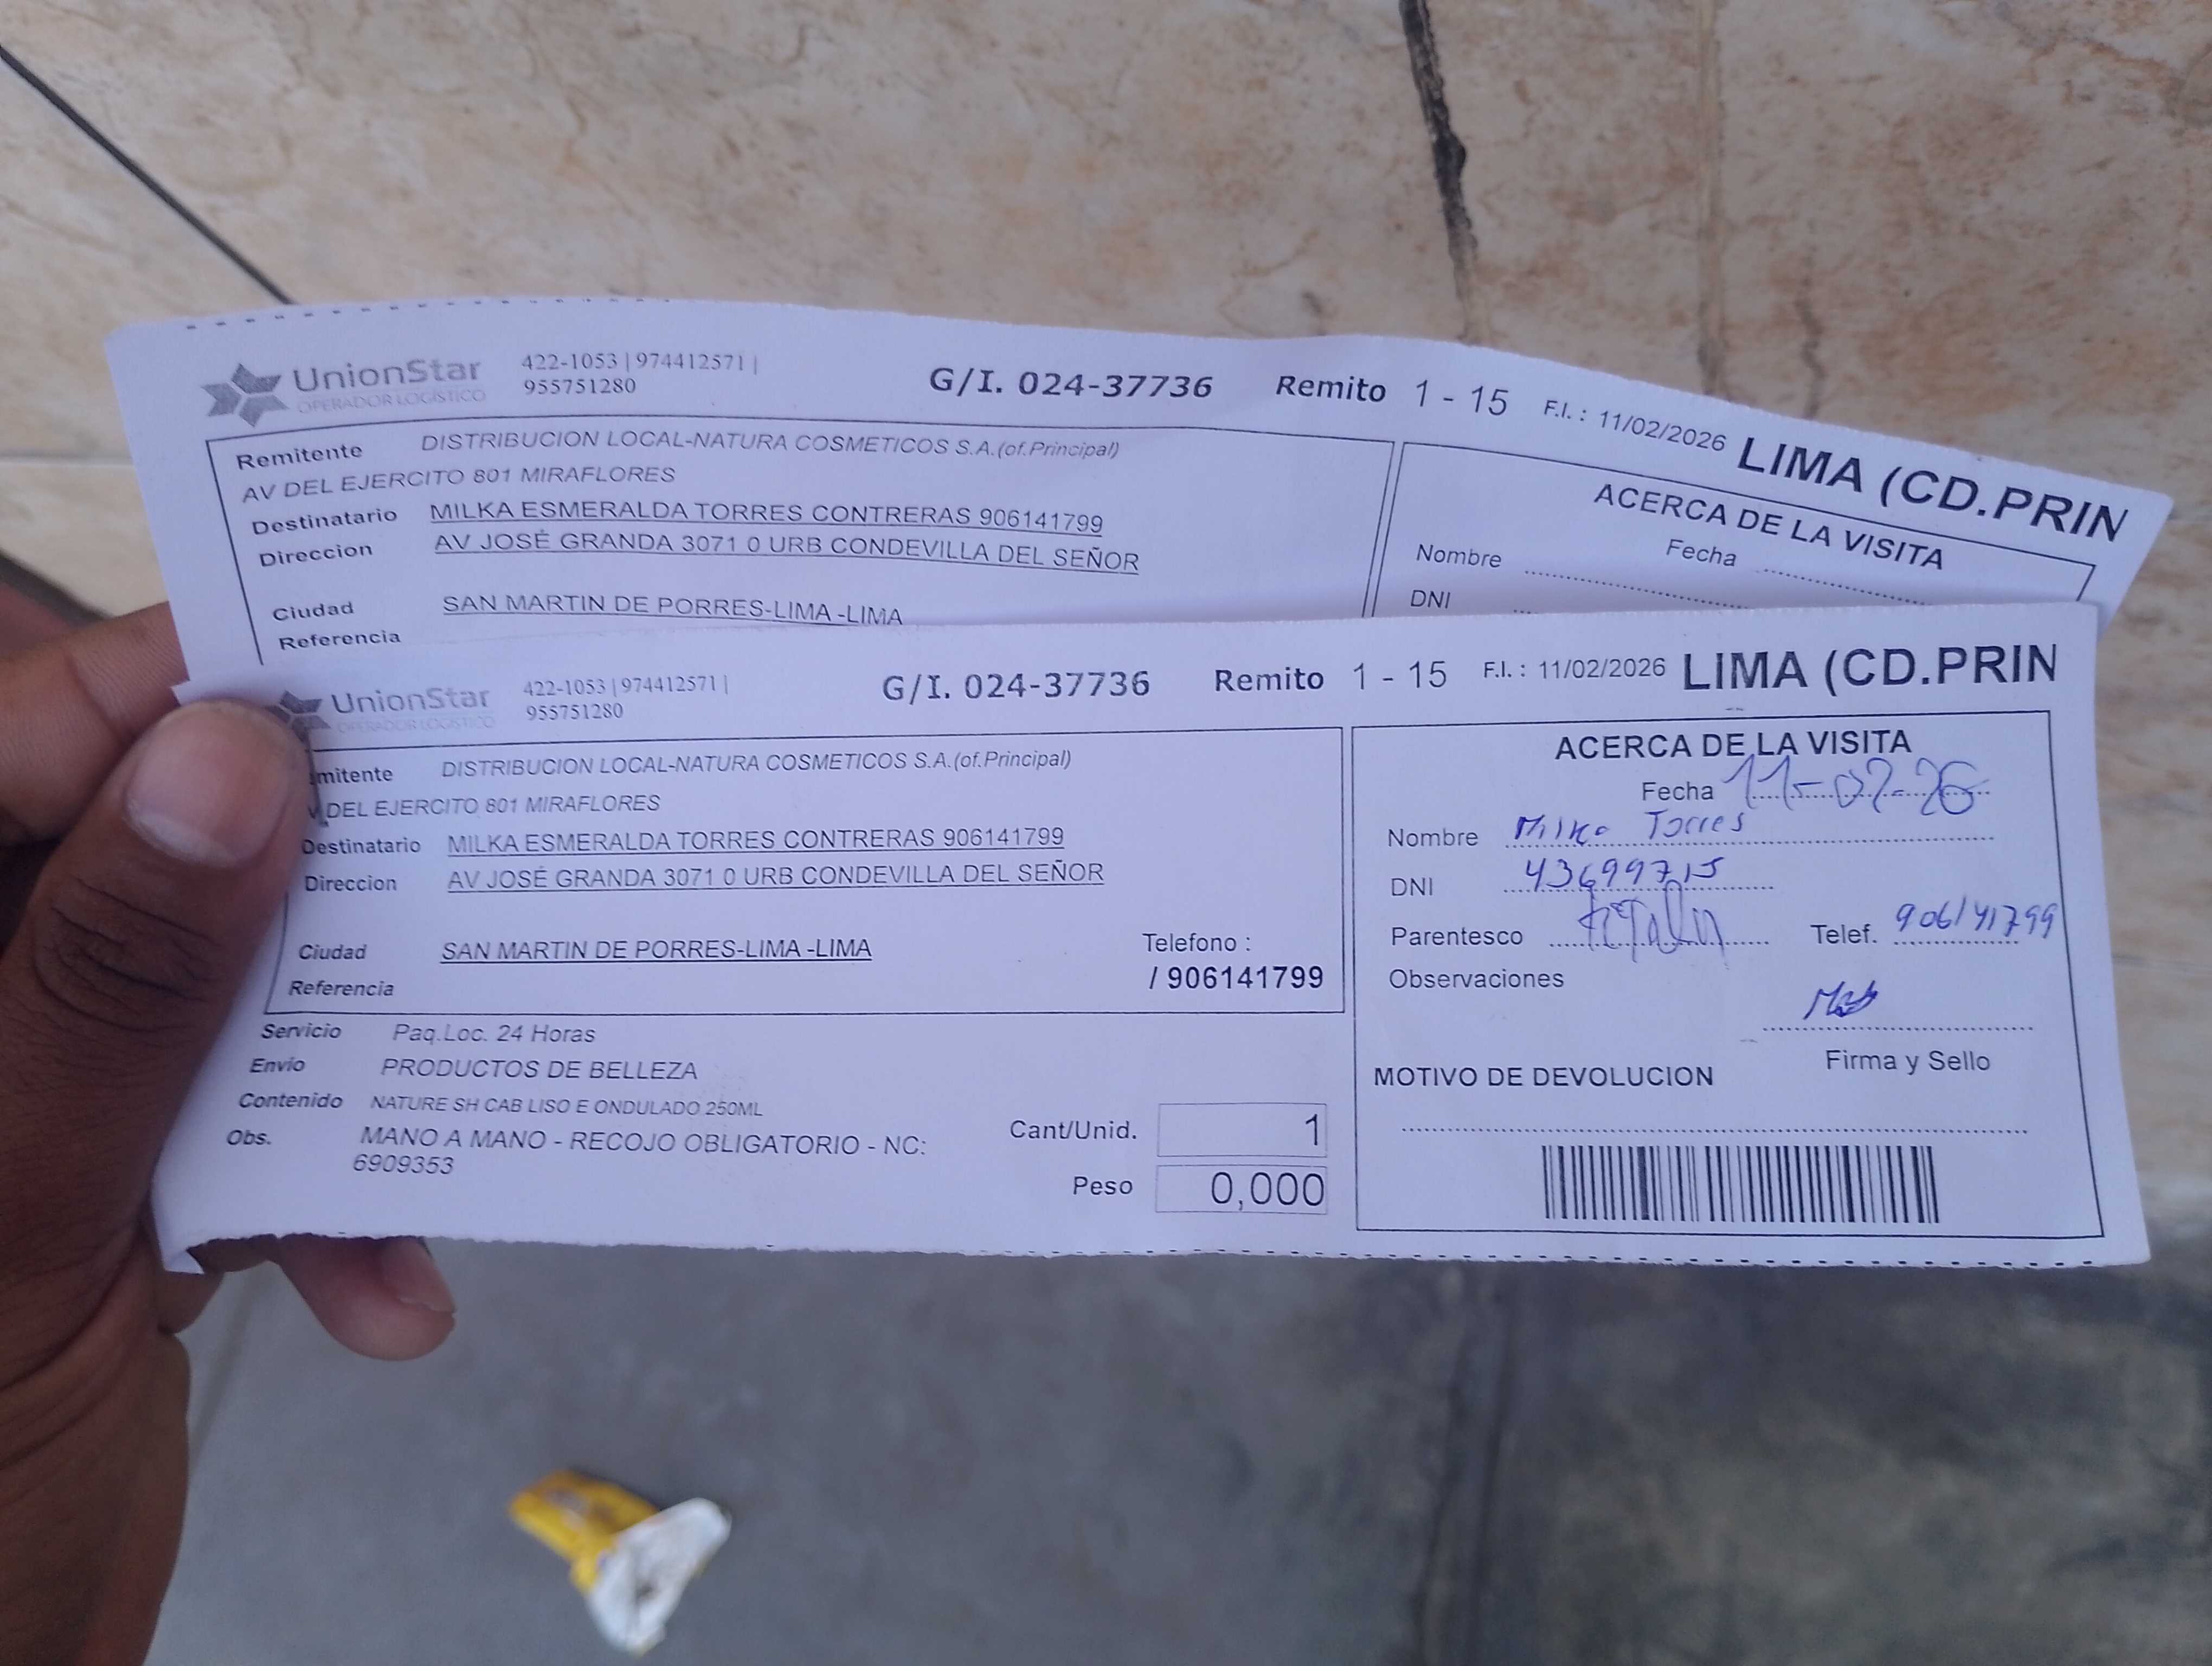 UnionStar 422-1053 | 974412571 | G/I. 024-37736 Remito 1 - 15 F.I. : 11/02/2026 LIMA (CD.PRIN
OPERADOR LOGÍSTICO 955751280
Remitente DISTRIBUCION LOCAL-NATURA COSMETICOS S.A.(of.Principal)
AV DEL EJERCITO 801 MIRAFLORES
Destinatario MILKA ESMERALDA TORRES CONTRERAS 906141799
Direccion AV JOSÉ GRANDA 3071 0 URB CONDEVILLA DEL SEÑOR
Ciudad SAN MARTIN DE PORRES-LIMA -LIMA
Referencia
ACERCA DE LA VISITA
Nombre Fecha
DNI
UnionStar 422-1053 | 974412571 | G/I. 024-37736 Remito 1 - 15 F.I. : 11/02/2026 LIMA (CD.PRIN
OPERADOR LOGÍSTICO 955751280
mitente DISTRIBUCION LOCAL-NATURA COSMETICOS S.A.(of.Principal)
V DEL EJERCITO 801 MIRAFLORES
Destinatario MILKA ESMERALDA TORRES CONTRERAS 906141799
Direccion AV JOSÉ GRANDA 3071 0 URB CONDEVILLA DEL SEÑOR
Ciudad SAN MARTIN DE PORRES-LIMA -LIMA Telefono :
Referencia / 906141799
Servicio Paq.Loc. 24 Horas
Envio PRODUCTOS DE BELLEZA
Contenido NATURE SH CAB LISO E ONDULADO 250ML
Obs. MANO A MANO - RECOJO OBLIGATORIO - NC:
6909353
Cant/Unid. 1
Peso 0,000
ACERCA DE LA VISITA
Fecha 11-02-26
Nombre Milka Torres
DNI 43699715
Parentesco Telef. 906141799
Observaciones
Firma y Sello
MOTIVO DE DEVOLUCION